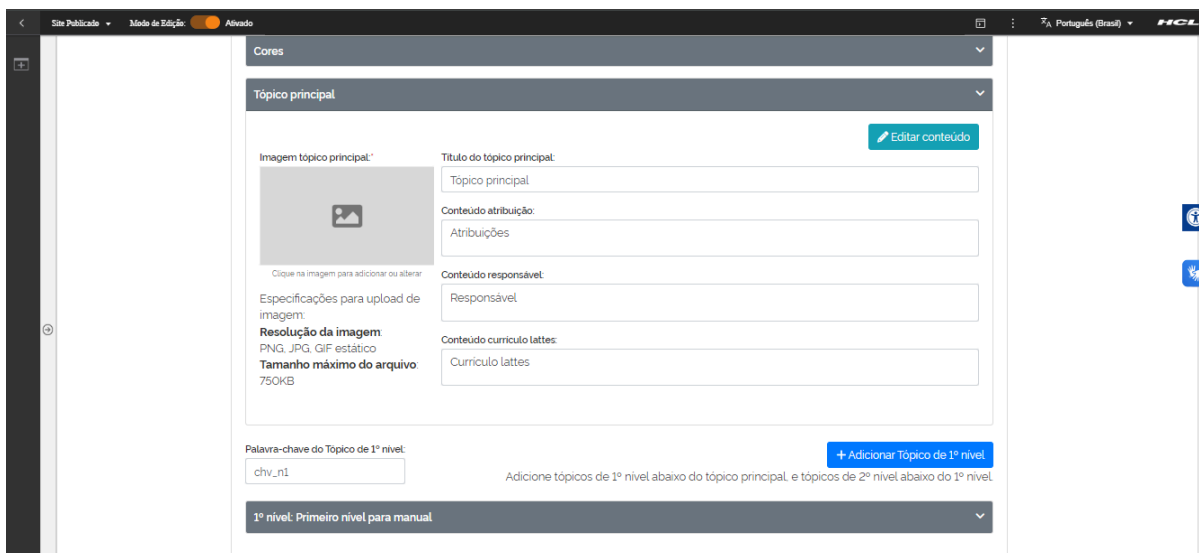 Site Publicado
Modo de Edição:
Ativado
Português (Brasil)
HCL
Cores
Tópico principal
Editar conteúdo
Imagem tópico principal:*
Título do tópico principal:
Tópico principal
Conteúdo atribuição:
Atribuições
Clique na imagem para adicionar ou alterar
Conteúdo responsável:
Responsável
Especificações para upload de
imagem:
Resolução da imagem:
PNG, JPG, GIF estático
Tamanho máximo do arquivo:
750KB
Conteúdo currículo lattes:
Currículo lattes
Palavra-chave do Tópico de 1º nível:
chv_n1
+ Adicionar Tópico de 1º nível
Adicione tópicos de 1º nível abaixo do tópico principal, e tópicos de 2º nível abaixo do 1º nível.
1º nível: Primeiro nível para manual